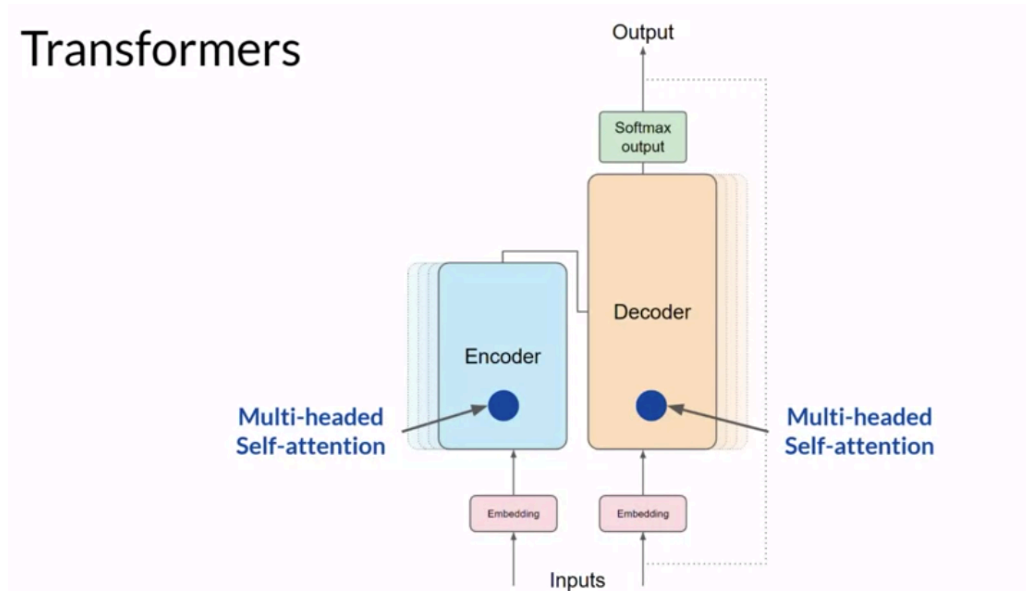 Transformers
Output
Softmax
output
Decoder
Encoder
Multi-headed
Self-attention
Multi-headed
Self-attention
Embedding
Embedding
Inputs